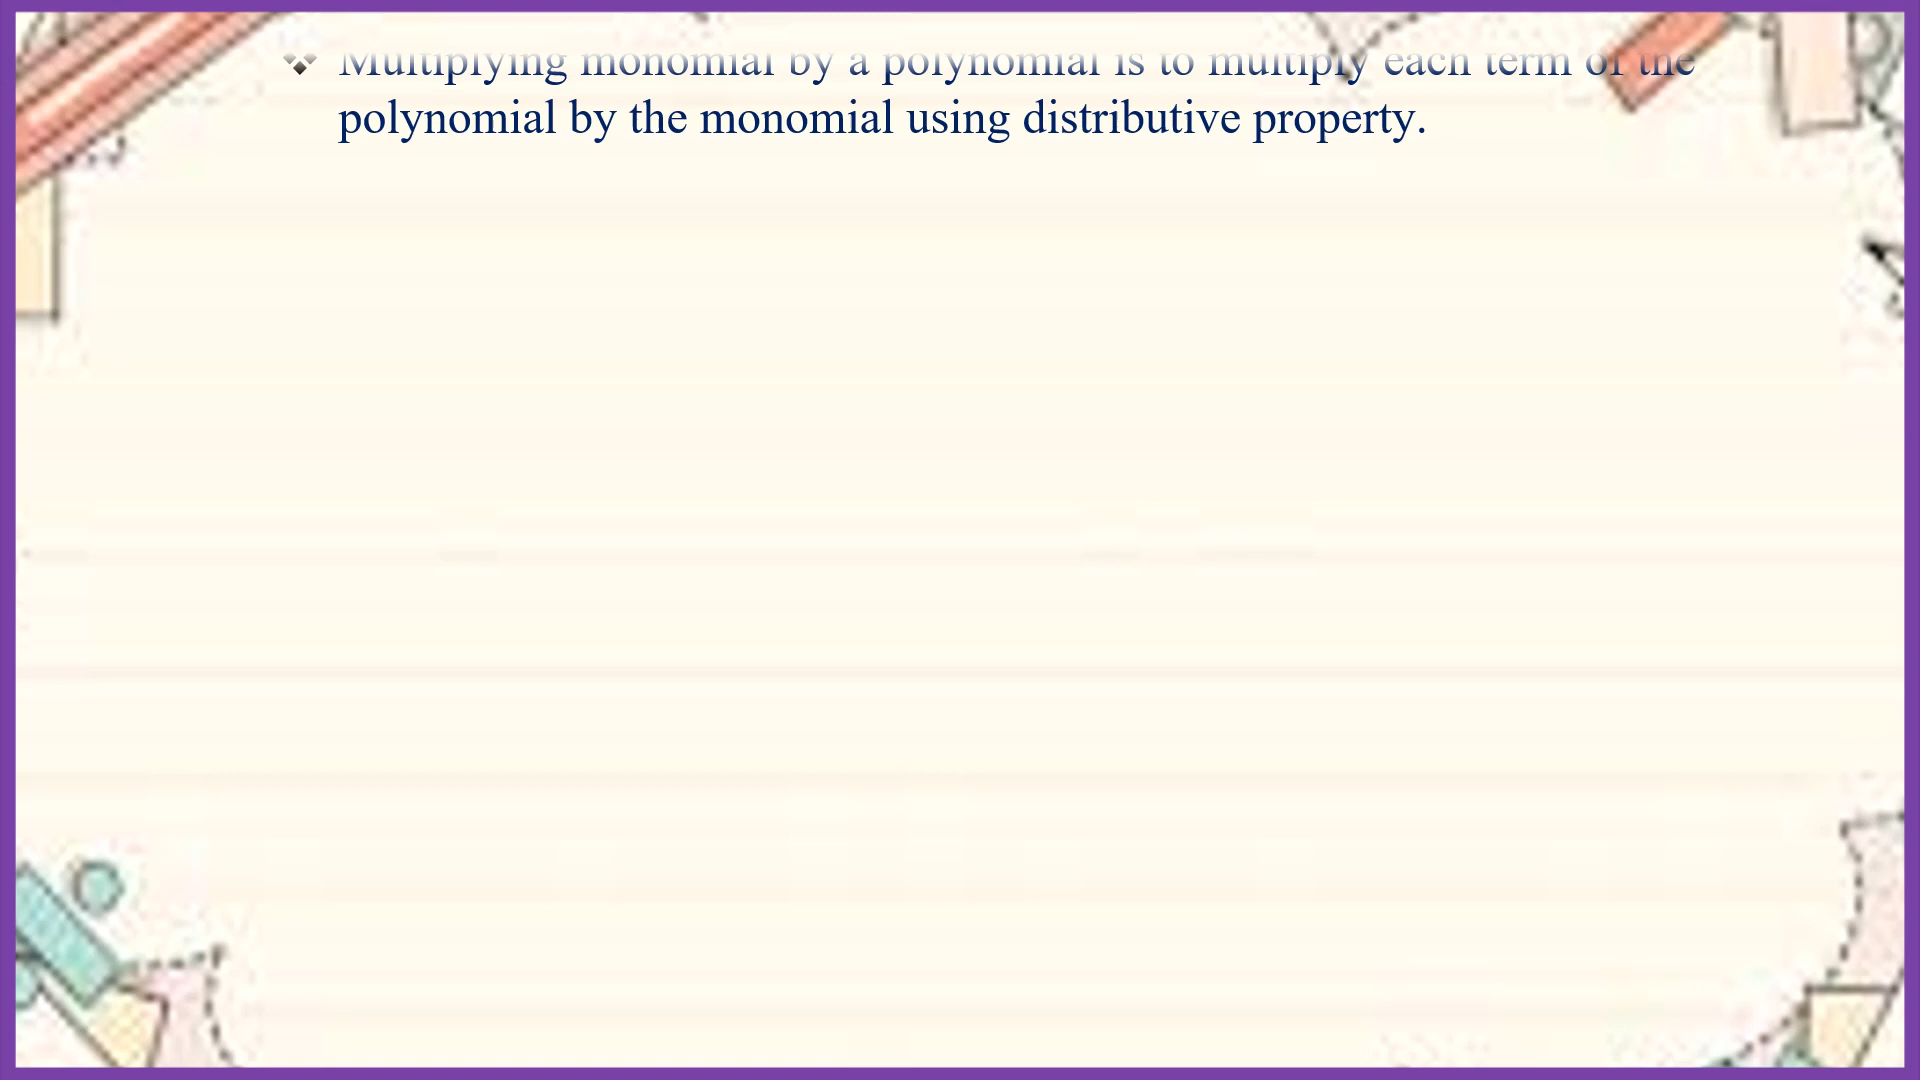 ❖ Multiplying monomial by a polynomial is to multiply each term of the
polynomial by the monomial using distributive property.